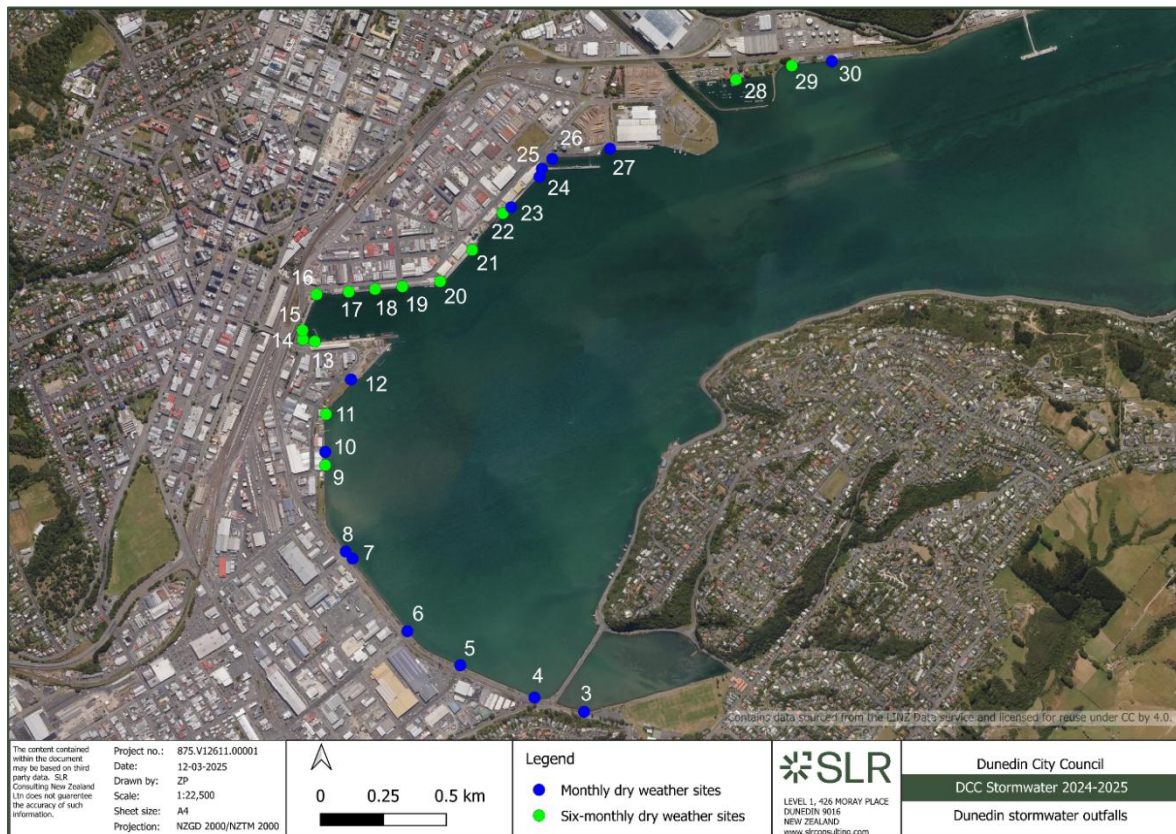 30
29
28
26
27
25
24
23
22
21
16
17
18
19
20
15
14
13
12
11
10
9
8
7
6
5
4
3
Contains data sourced from the LINZ Data service and licensed for reuse under CC by 4.0.
The content contained
within the document
may be based on third
party data. SLR
Consulting New Zealand
Ltn does not guarentee
the accuracy of such
information.
Project no.: 875.V12611.00001
Date: 12-03-2025
Drawn by: ZP
Scale: 1:22,500
Sheet size: A4
Projection: NZGD 2000/NZTM 2000
0 0.25 0.5 km
Legend
Monthly dry weather sites
Six-monthly dry weather sites
SLR
LEVEL 1, 426 MORAY PLACE
DUNEDIN 9016
NEW ZEALAND
www.slrconsulting.com
Dunedin City Council
DCC Stormwater 2024-2025
Dunedin stormwater outfalls